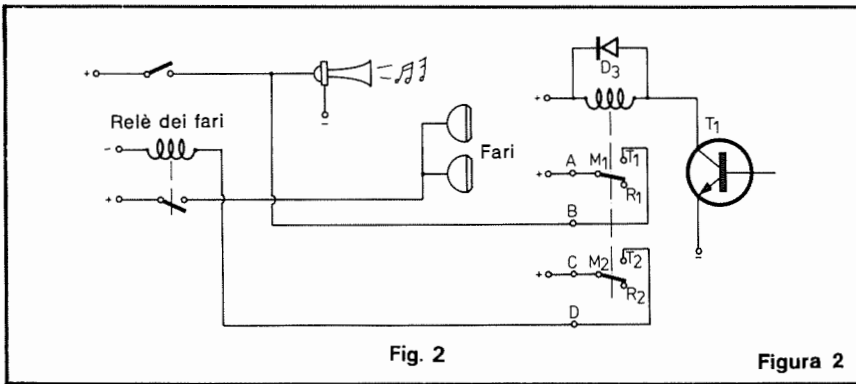 D3
+
+
T1
Relè dei fari
-
-
Fari
A
M1
T1
+
R1
+
B
-
C
M2
T2
+
R2
D
Fig. 2
Figura 2